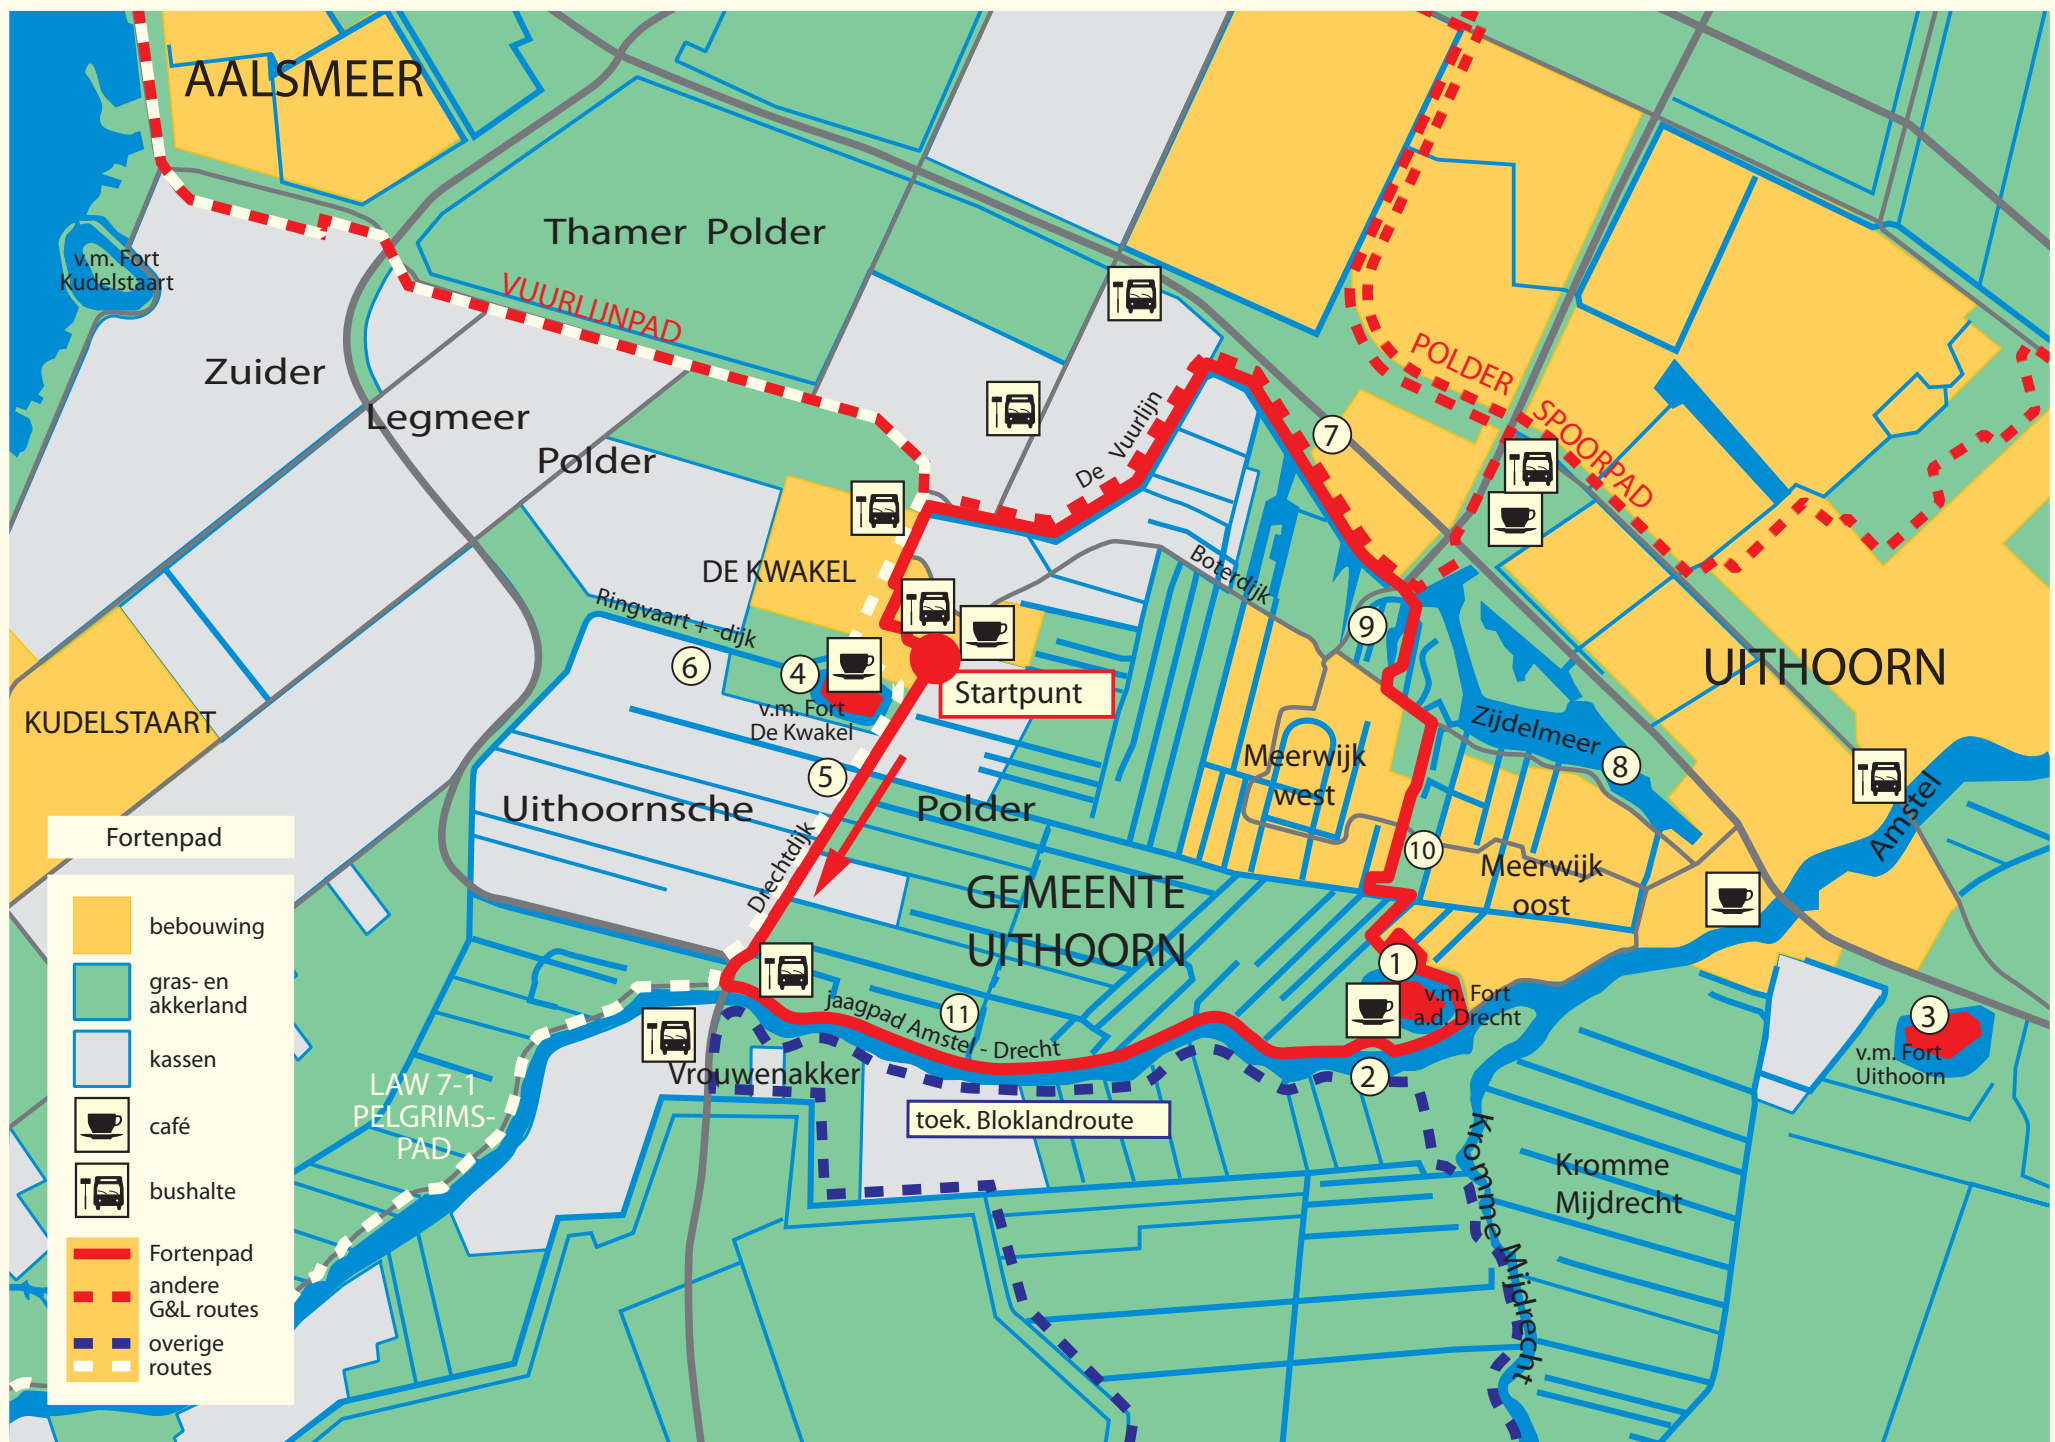 AALSMEER
v.m. Fort
Kudelstaart
Thamer Polder
VUURLIJNPAD
Zuider
Legmeer
Polder
De Vuurlijn
POLDER
SPOORPAD
7
DE KWAKEL
Ringvaart + -dijk
Boterdijk
9
6
4
v.m. Fort
De Kwakel
Startpunt
UITHOORN
KUDELSTAART
Zijdelmeer
8
Meerwijk
west
5
Uithoornsche
Polder
Drechtdijk
Amstel
10
Meerwijk
oost
GEMEENTE
UITHOORN
1
v.m. Fort
a.d. Drecht
11
jaagpad Amstel - Drecht
3
v.m. Fort
Uithoorn
2
Vrouwenakker
LAW 7-1
PELGRIMS-
PAD
toek. Bloklandroute
Kromme Mijdrecht
Kromme
Mijdrecht
Fortenpad
bebouwing
gras- en
akkerland
kassen
café
bushalte
Fortenpad
andere
G&L routes
overige
routes